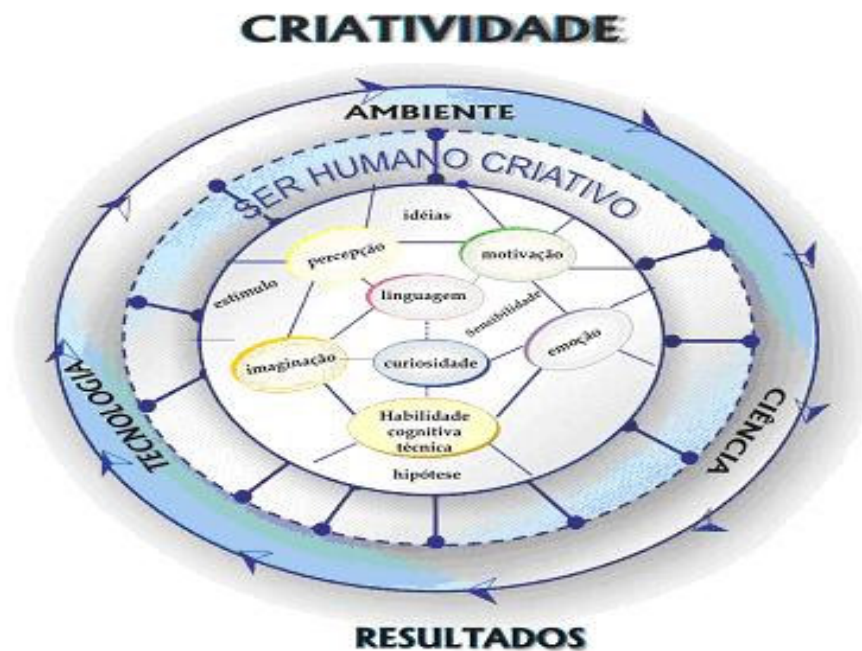 CRIATIVIDADE
AMBIENTE
SER HUMANO CRIATIVO
idéias
percepção
motivação
estímulo
linguagem
Sensibilidade
emoção
imaginação
curiosidade
Habilidade
cognitiva
técnica
hipótese
TECNOLOGIA
CIÊNCIA
RESULTADOS